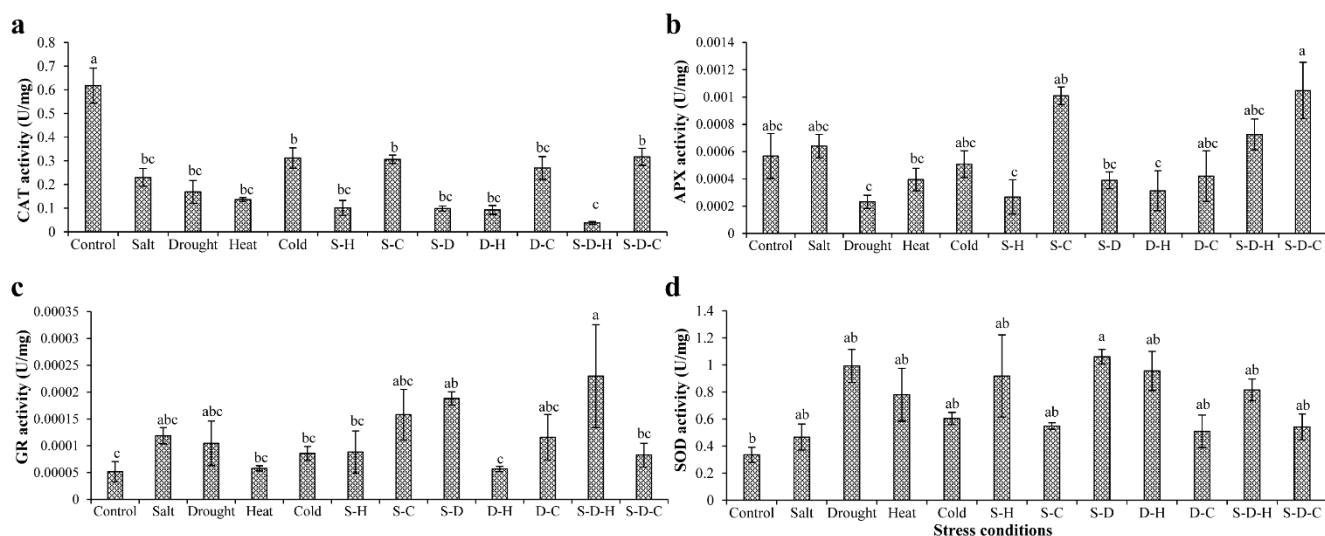 a
CAT activity (U/mg)
0.8
0.7
0.6
0.5
0.4
0.3
0.2
0.1
0
a
bc
bc
bc
b
bc
b
bc
bc
bc
c
b
Control Salt Drought Heat Cold S-H S-C S-D D-H D-C S-D-H S-D-C
b
APX activity (U/mg)
0.0014
0.0012
0.001
0.0008
0.0006
0.0004
0.0002
0
abc
abc
c
bc
abc
c
ab
bc
c
abc
abc
a
Control Salt Drought Heat Cold S-H S-C S-D D-H D-C S-D-H S-D-C
c
GR activity (U/mg)
0.00035
0.0003
0.00025
0.0002
0.00015
0.0001
0.00005
0
c
abc
abc
bc
bc
bc
abc
ab
c
abc
a
bc
Control Salt Drought Heat Cold S-H S-C S-D D-H D-C S-D-H S-D-C
d
SOD activity (U/mg)
1.4
1.2
1
0.8
0.6
0.4
0.2
0
b
ab
ab
ab
ab
ab
ab
a
ab
ab
ab
ab
Control Salt Drought Heat Cold S-H S-C S-D D-H D-C S-D-H S-D-C
Stress conditions